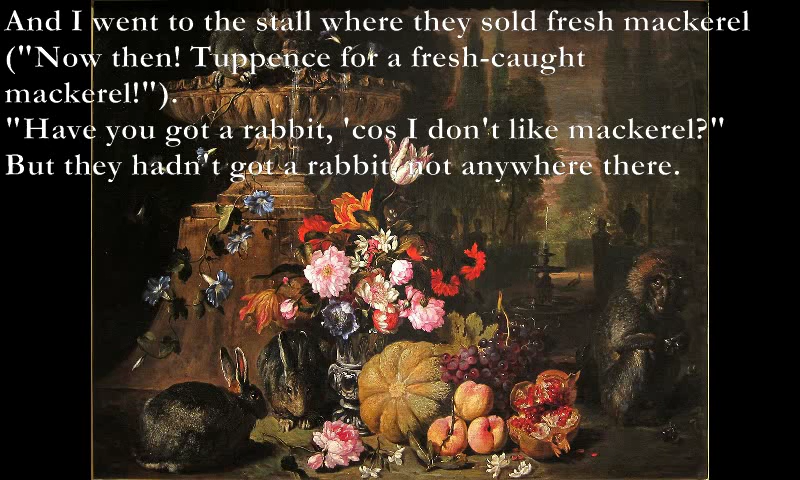 And I went to the stall where they sold fresh mackerel
("Now then! Tuppence for a fresh-caught
mackerel!").
"Have you got a rabbit, 'cos I don't like mackerel?"
But they hadn't got a rabbit, not anywhere there.